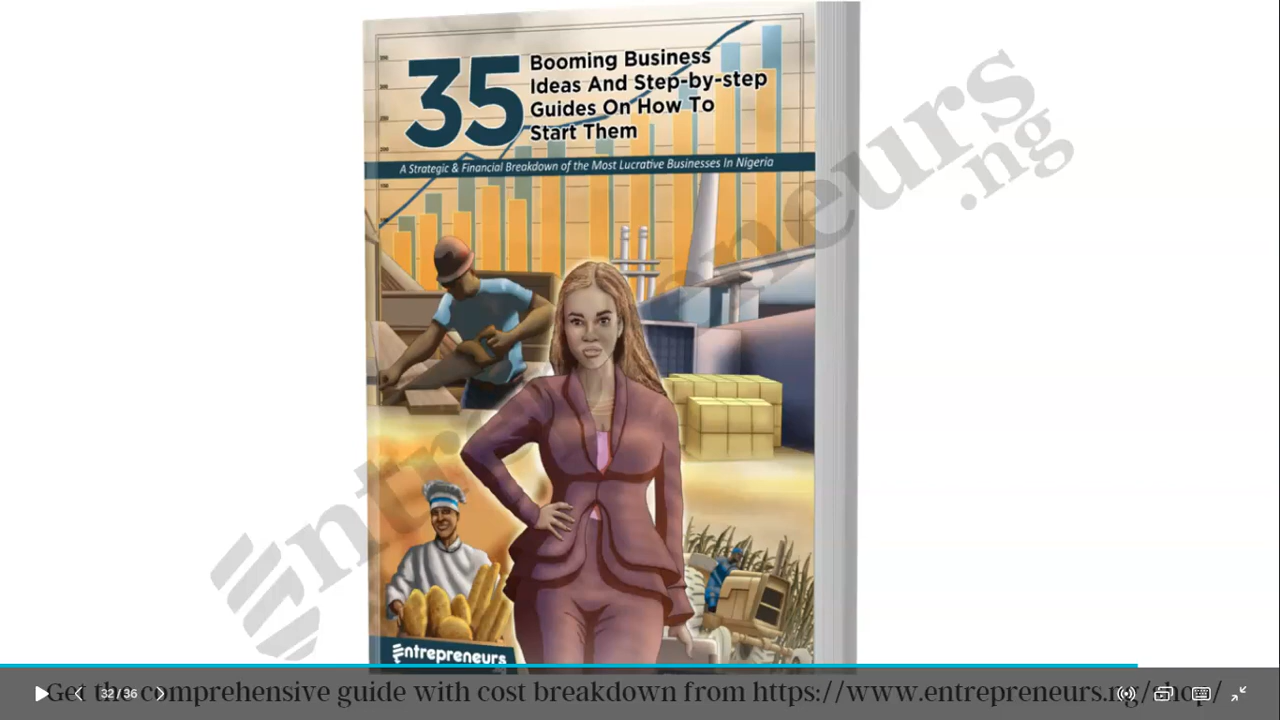 35
Booming Business
Ideas And Step-by-step
Guides On How To
Start Them
A Strategic & Financial Breakdown of the Most Lucrative Businesses In Nigeria
Entrepreneurs
.ng
Entrepreneurs
Get the comprehensive guide with cost breakdown from https://www.entrepreneurs.ng/shop/
32 / 36